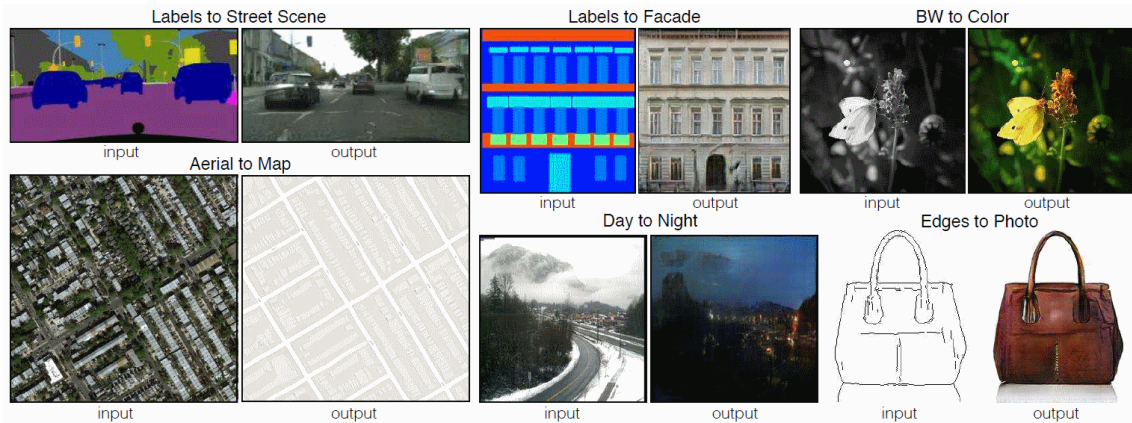 Labels to Street Scene
input
output
Aerial to Map
input
output
Labels to Facade
input
output
BW to Color
input
output
Day to Night
input
output
Edges to Photo
input
output